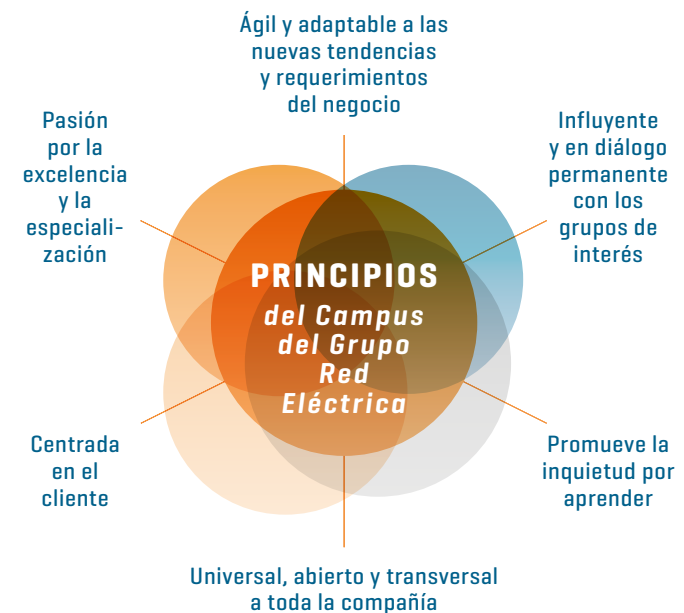 Ágil y adaptable a las
nuevas tendencias
y requerimientos
del negocio
Pasión
por la
excelencia
y la
especiali-
zación
Influyente
y en diálogo
permanente
con los
grupos de
interés
PRINCIPIOS
del Campus
del Grupo
Red
Eléctrica
Centrada
en el
cliente
Promueve la
inquietud por
aprender
Universal, abierto y transversal
a toda la compañía